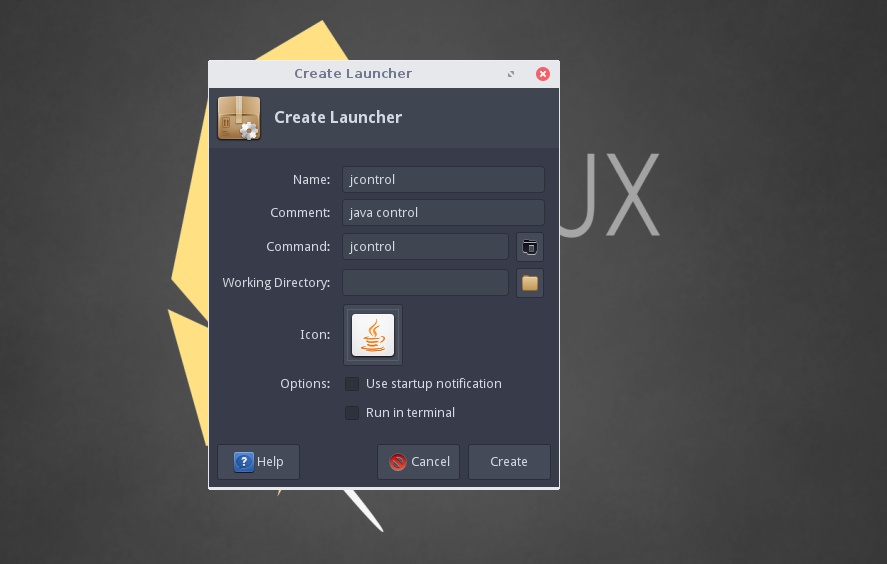 Create Launcher
Create Launcher
UX
Name: jcontrol
Comment: java control
Command: jcontrol
Working Directory:
Icon:
Options: Use startup notification
Run in terminal
? Help Cancel Create